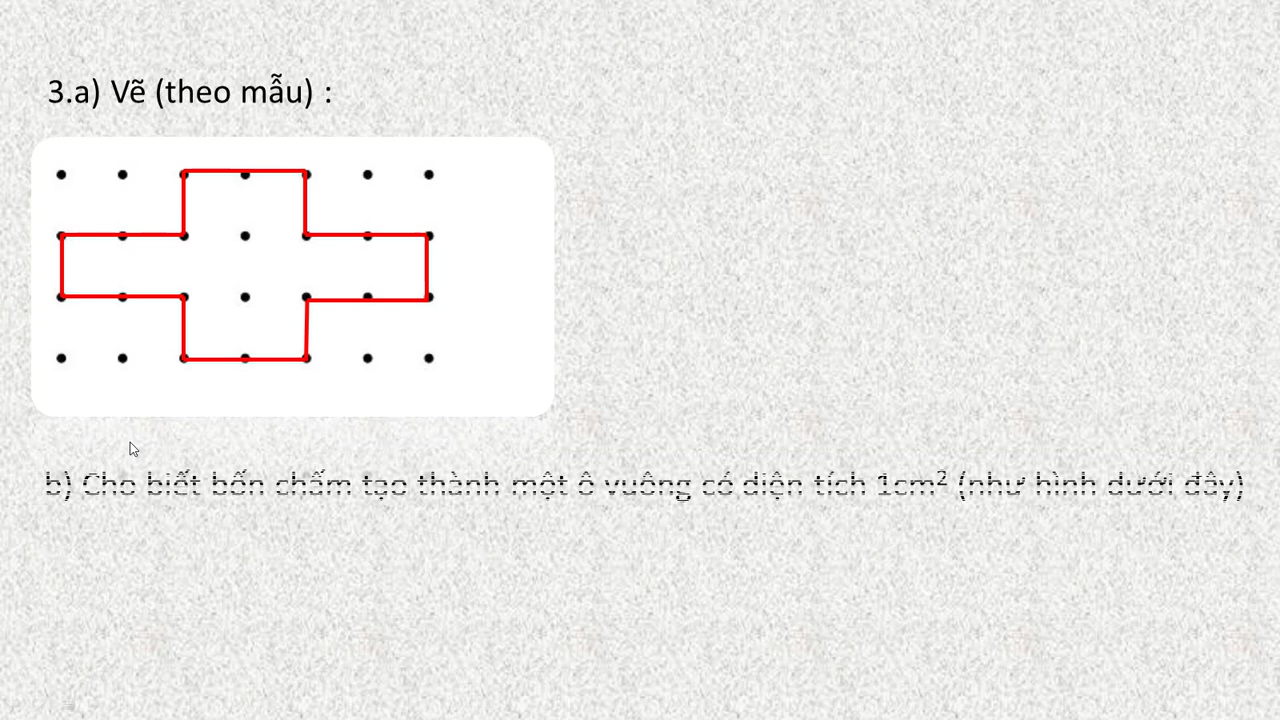 3.a) Vẽ (theo mẫu) :
b) Cho biết bốn chấm tạo thành một ô vuông có diện tích 1cm² (như hình dưới đây)